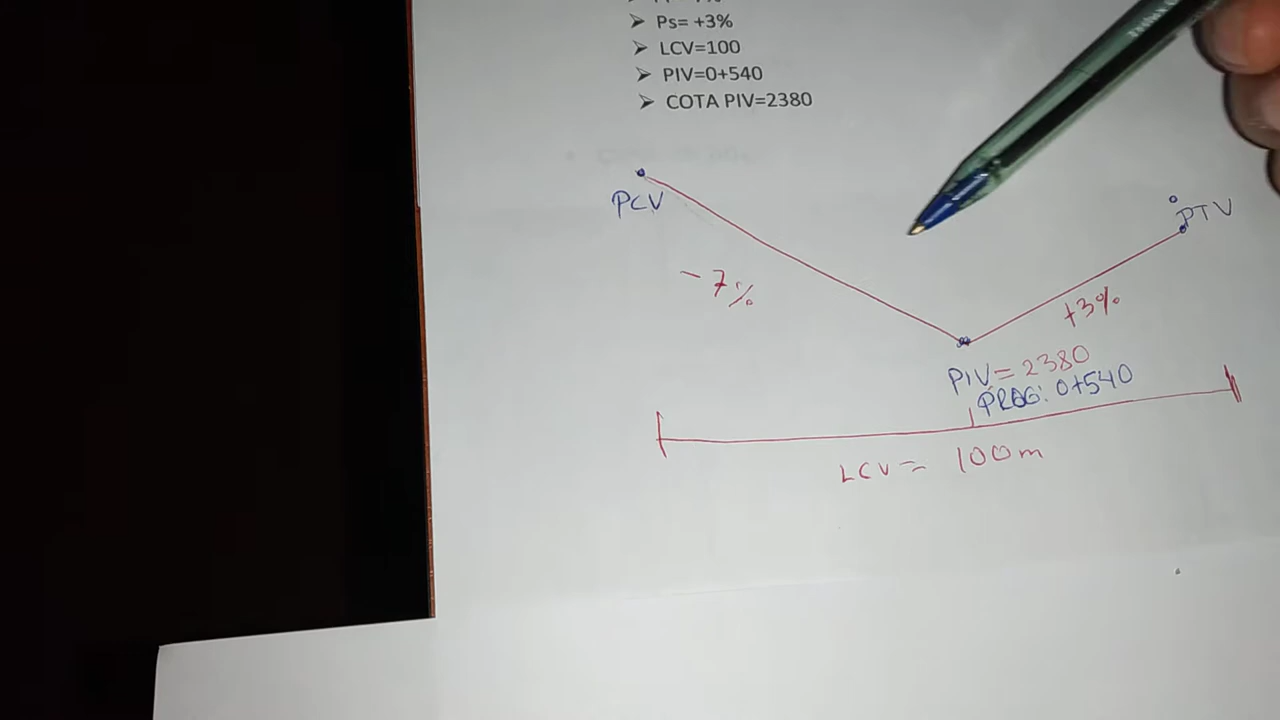 Ps= +3%
LCV=100
PIV=0+540
COTA PIV=2380
PCV
PTV
- 7%
+3%
PIV = 2380
PROG: 0+540
LCV = 100m